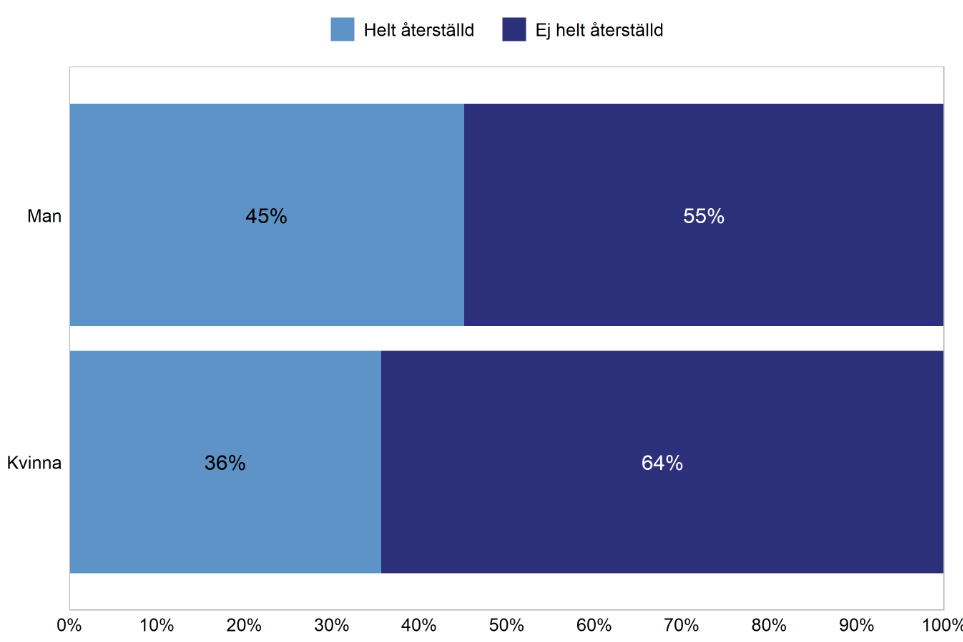 Helt återställd Ej helt återställd
Man 45% 55%
Kvinna 36% 64%
0% 10% 20% 30% 40% 50% 60% 70% 80% 90% 100%